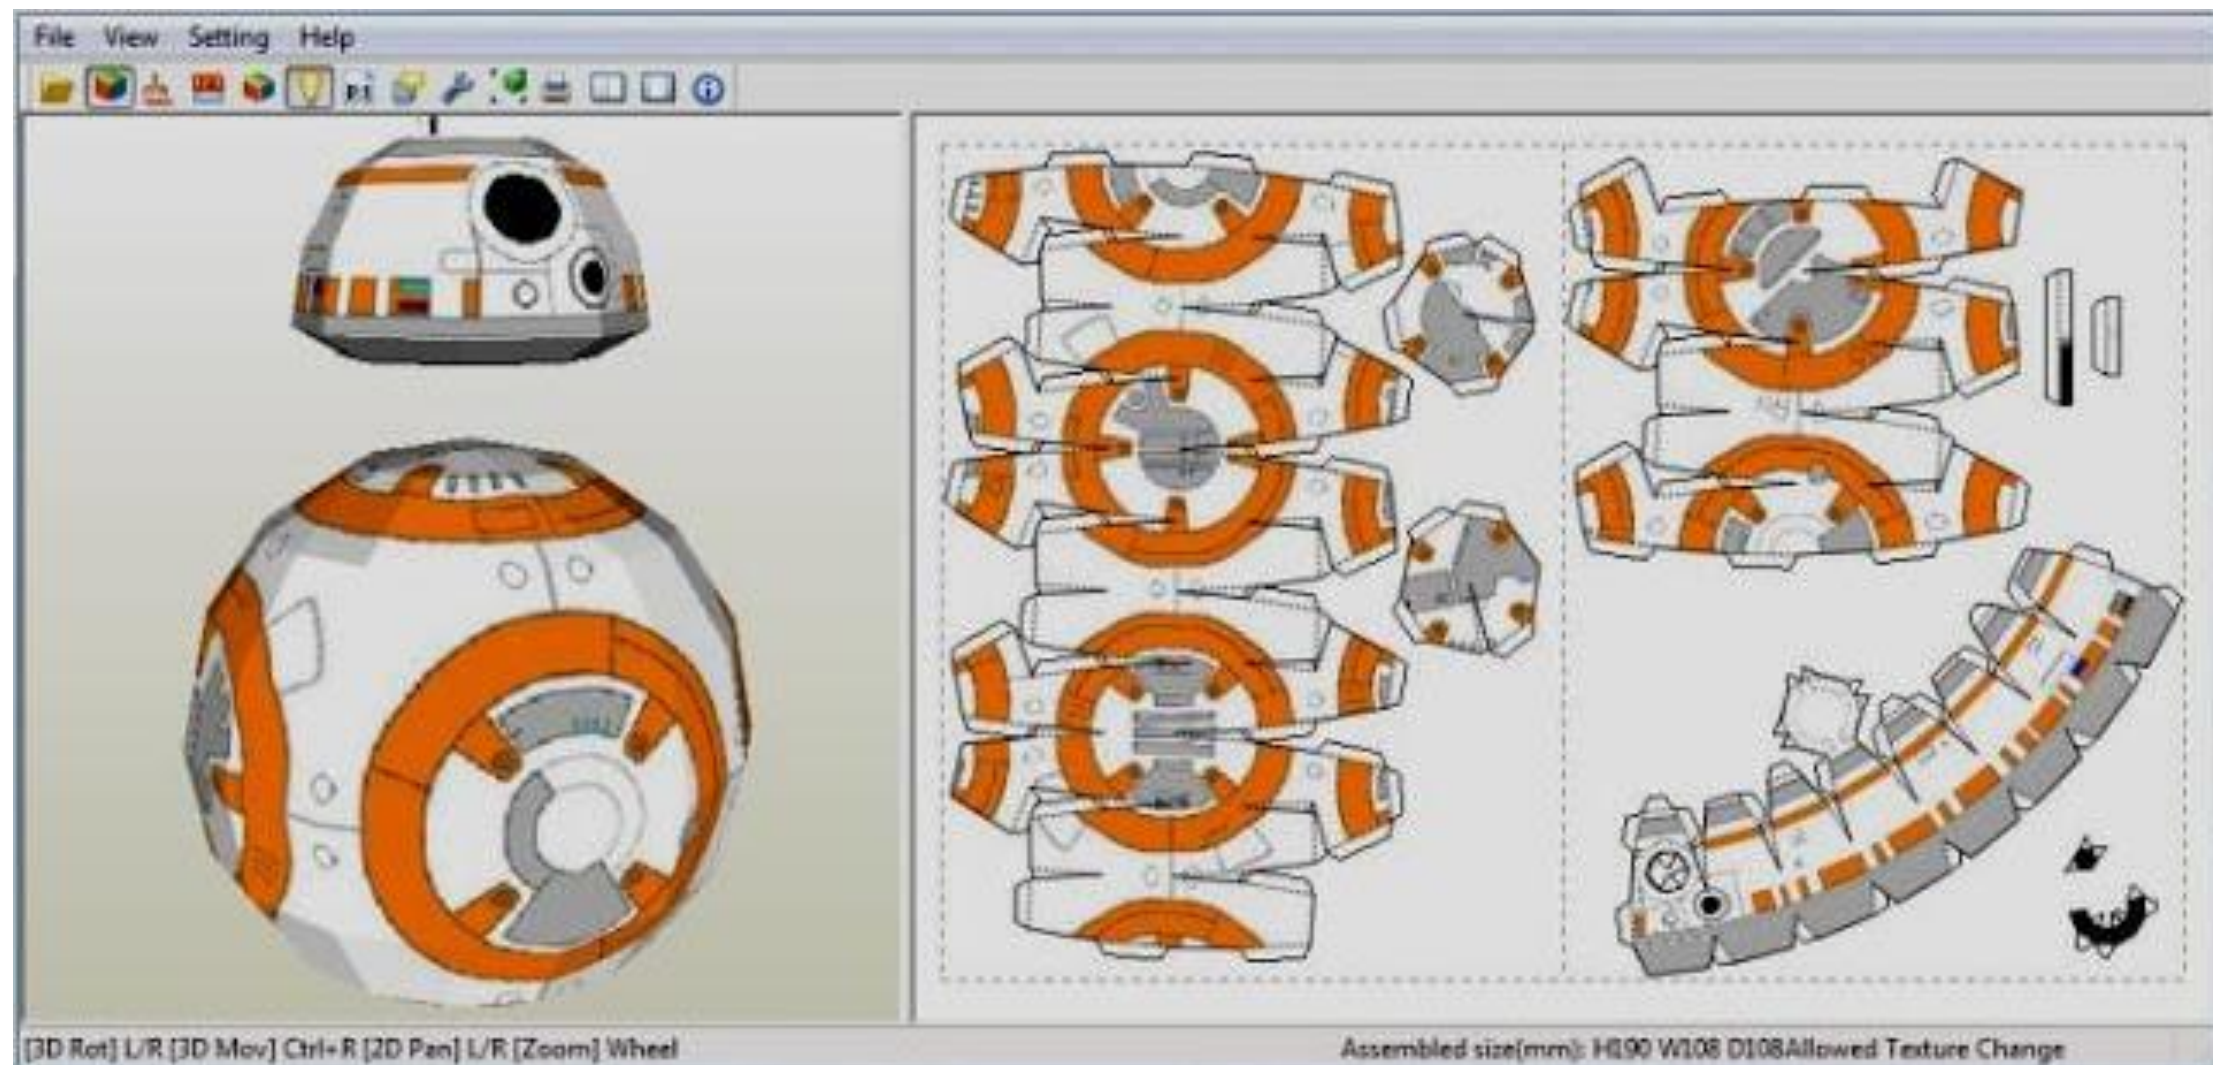 File View Setting Help
[3D Rot] L/R [3D Mov] Ctrl+R [2D Pan] L/R [Zoom] Wheel
Assembled size(mm): H190 W108 D108Allowed Texture Change